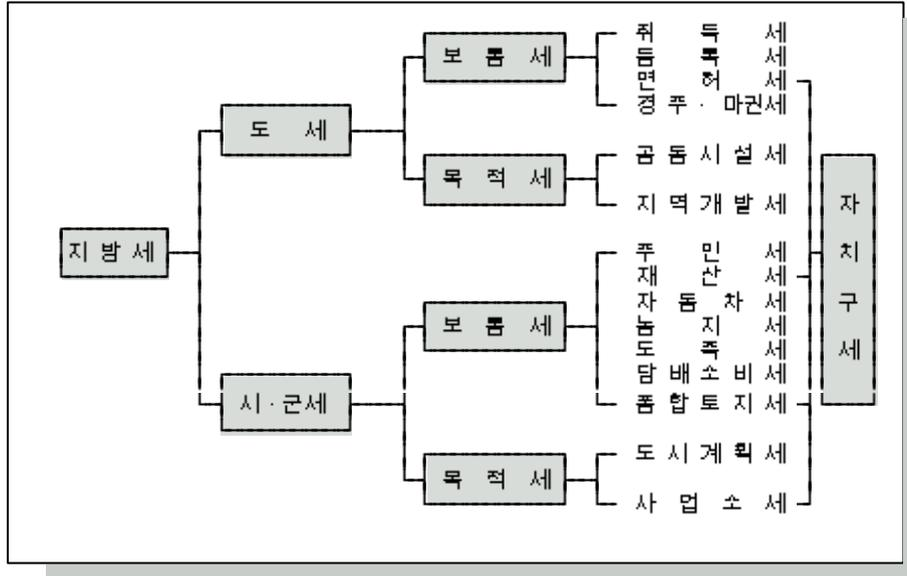 취 득 세
보 통 세
등 록 세
면 허 세
경 주 · 마권세
도 세
공 동 시 설 세
목 적 세
지 역 개 발 세
자 치 구 세
지 방 세
주 민 세
재 산 세
자 동 차 세
보 통 세
농 지 세
도 축 세
담 배 소 비 세
시 · 군세
종 합 토 지 세
도 시 계 획 세
목 적 세
사 업 소 세